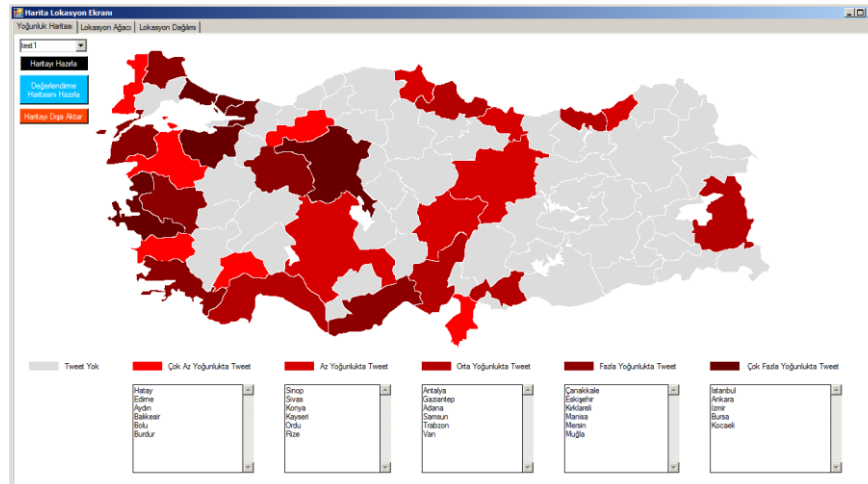 Harita Lokasyon Ekranı
Yoğunluk Haritası Lokasyon Ağacı Lokasyon Dağılımı
test1
Haritayı Hazırla
Değerlendirme
Haritasını Hazırla
Haritayı Dışa Aktar
Tweet Yok
Çok Az Yoğunlukta Tweet
Az Yoğunlukta Tweet
Orta Yoğunlukta Tweet
Fazla Yoğunlukta Tweet
Çok Fazla Yoğunlukta Tweet
Hatay
Edirne
Aydın
Balıkesir
Bolu
Burdur
Sinop
Sivas
Konya
Kayseri
Ordu
Rize
Antalya
Gaziantep
Adana
Samsun
Trabzon
Van
Çanakkale
Eskişehir
Kırklareli
Manisa
Mersin
Muğla
İstanbul
Ankara
İzmir
Bursa
Kocaeli